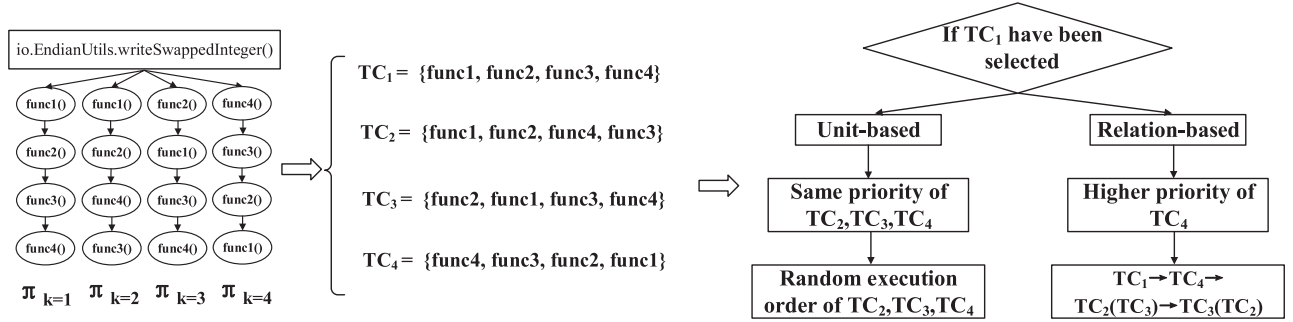 io.EndianUtils.writeSwappedInteger()
func1() func1() func2() func4()
func2() func2() func1() func3()
func3() func4() func3() func2()
func4() func3() func4() func1()
π k=1 π k=2 π k=3 π k=4
TC1 = {func1, func2, func3, func4}
TC2 = {func1, func2, func4, func3}
TC3 = {func2, func1, func3, func4}
TC4 = {func4, func3, func2, func1}
If TC1 have been
selected
Unit-based
Same priority of
TC2,TC3,TC4
Random execution
order of TC2,TC3,TC4
Relation-based
Higher priority of
TC4
TC1→TC4→
TC2(TC3)→TC3(TC2)